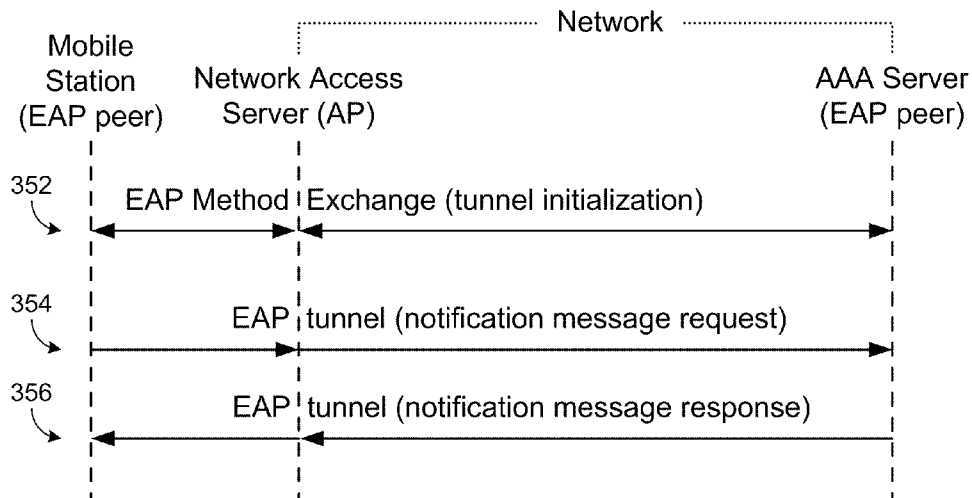 Network
Mobile
Station
(EAP peer)
Network Access
Server (AP)
AAA Server
(EAP peer)
352
EAP Method Exchange (tunnel initialization)
354
EAP tunnel (notification message request)
356
EAP tunnel (notification message response)